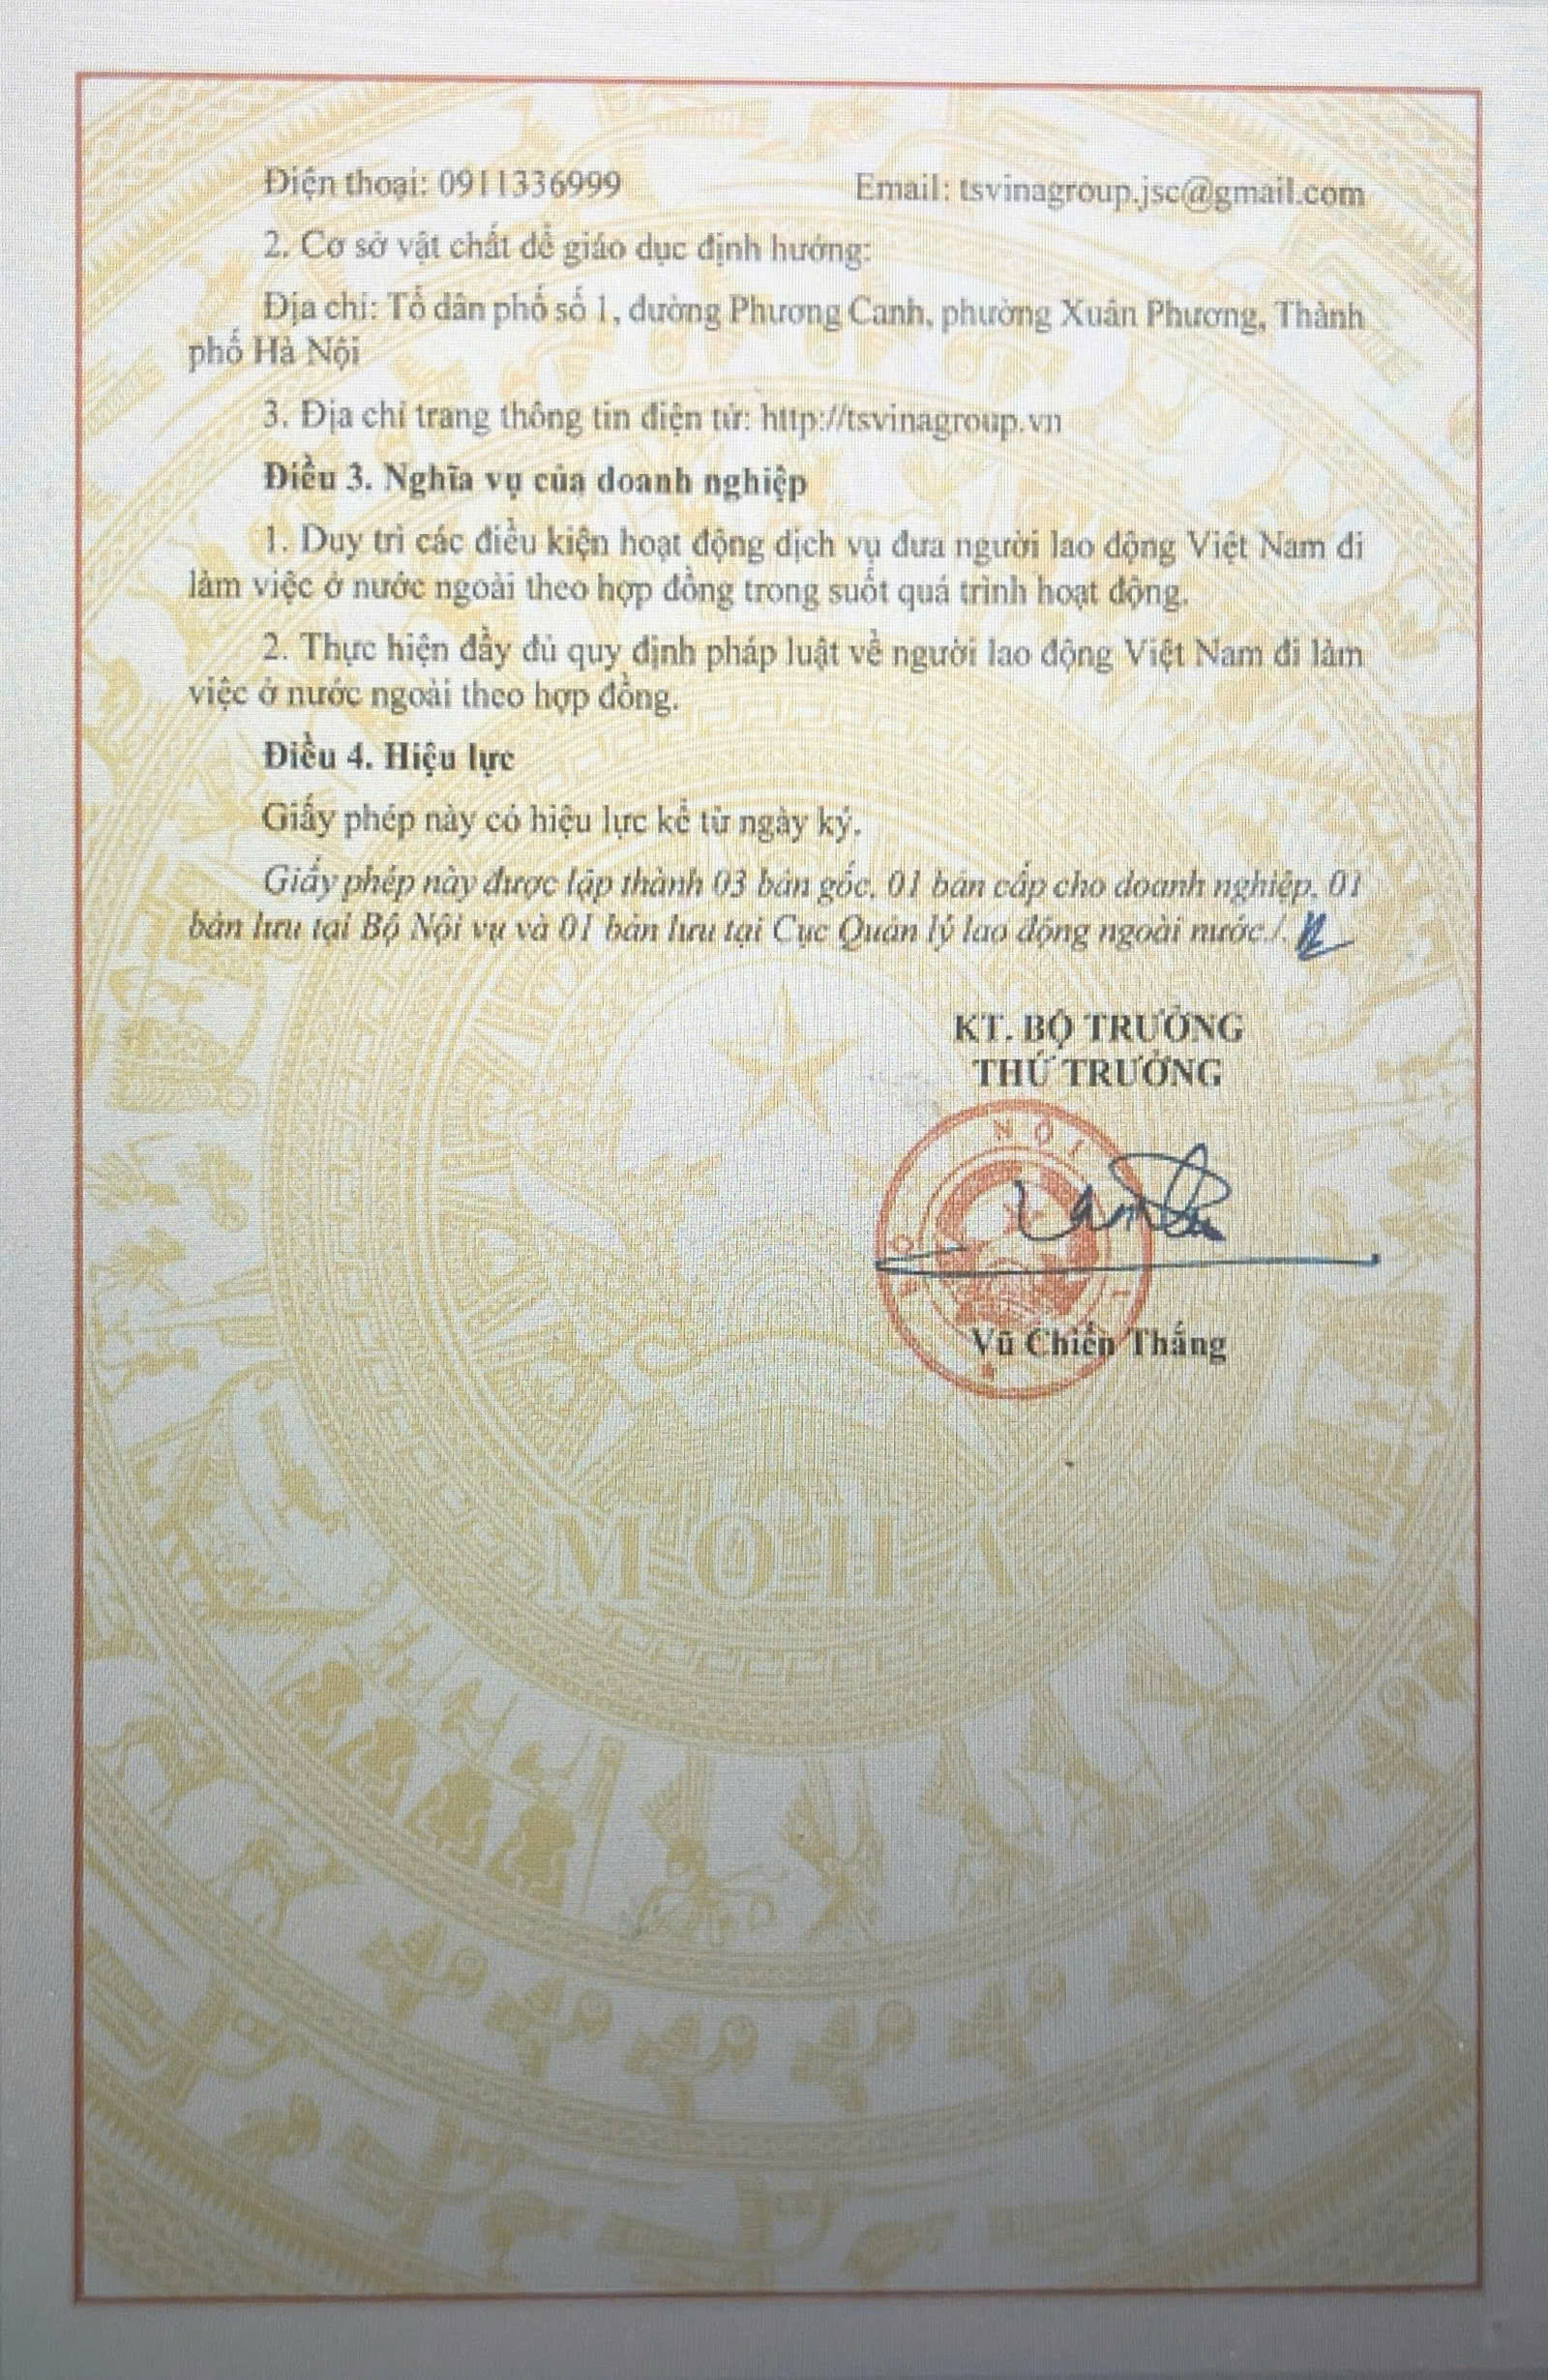 Điện thoại: 0911336999 Email: tsvinagroup.jsc@gmail.com
2. Cơ sở vật chất để giáo dục định hướng:
Địa chỉ: Tổ dân phố số 1, đường Phương Canh, phường Xuân Phương, Thành
phố Hà Nội
3. Địa chỉ trang thông tin điện tử: http://tsvinagroup.vn
Điều 3. Nghĩa vụ của doanh nghiệp
1. Duy trì các điều kiện hoạt động dịch vụ đưa người lao động Việt Nam đi
làm việc ở nước ngoài theo hợp đồng trong suốt quá trình hoạt động.
2. Thực hiện đầy đủ quy định pháp luật về người lao động Việt Nam đi làm
việc ở nước ngoài theo hợp đồng.
Điều 4. Hiệu lực
Giấy phép này có hiệu lực kể từ ngày ký.
Giấy phép này được lập thành 03 bản gốc, 01 bản cấp cho doanh nghiệp, 01
bản lưu tại Bộ Nội vụ và 01 bản lưu tại Cục Quản lý lao động ngoài nước./.
KT. BỘ TRƯỞNG
THỨ TRƯỞNG
NỘI
Vũ Chiến Thắng
MOHA